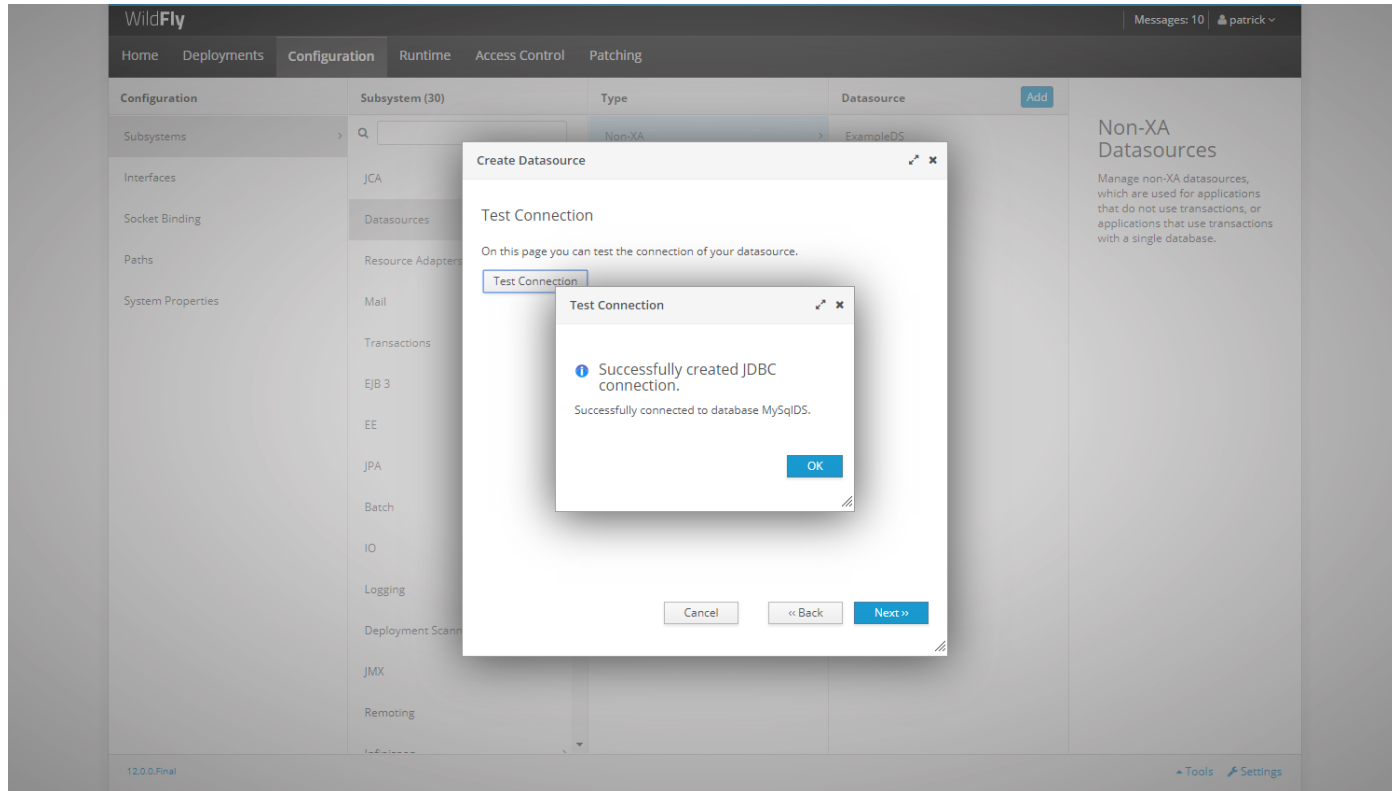 WildFly
Messages: 10 patrick
Home Deployments Configuration Runtime Access Control Patching
Configuration
Subsystems
Interfaces
Socket Binding
Paths
System Properties
Subsystem (30)
JCA
Datasources
Resource Adapters
Mail
Transactions
EJB 3
EE
JPA
Batch
IO
Logging
Deployment Scann
JMX
Remoting
Type
Non-XA
Datasource Add
ExampleDS
Non-XA
Datasources
Manage non-XA datasources,
which are used for applications
that do not use transactions, or
applications that use transactions
with a single database.
Create Datasource
Test Connection
On this page you can test the connection of your datasource.
Test Connection
Test Connection
Successfully created JDBC
connection.
Successfully connected to database MySqlDS.
OK
Cancel ‹‹ Back Next ››
12.0.0.Final
Tools Settings